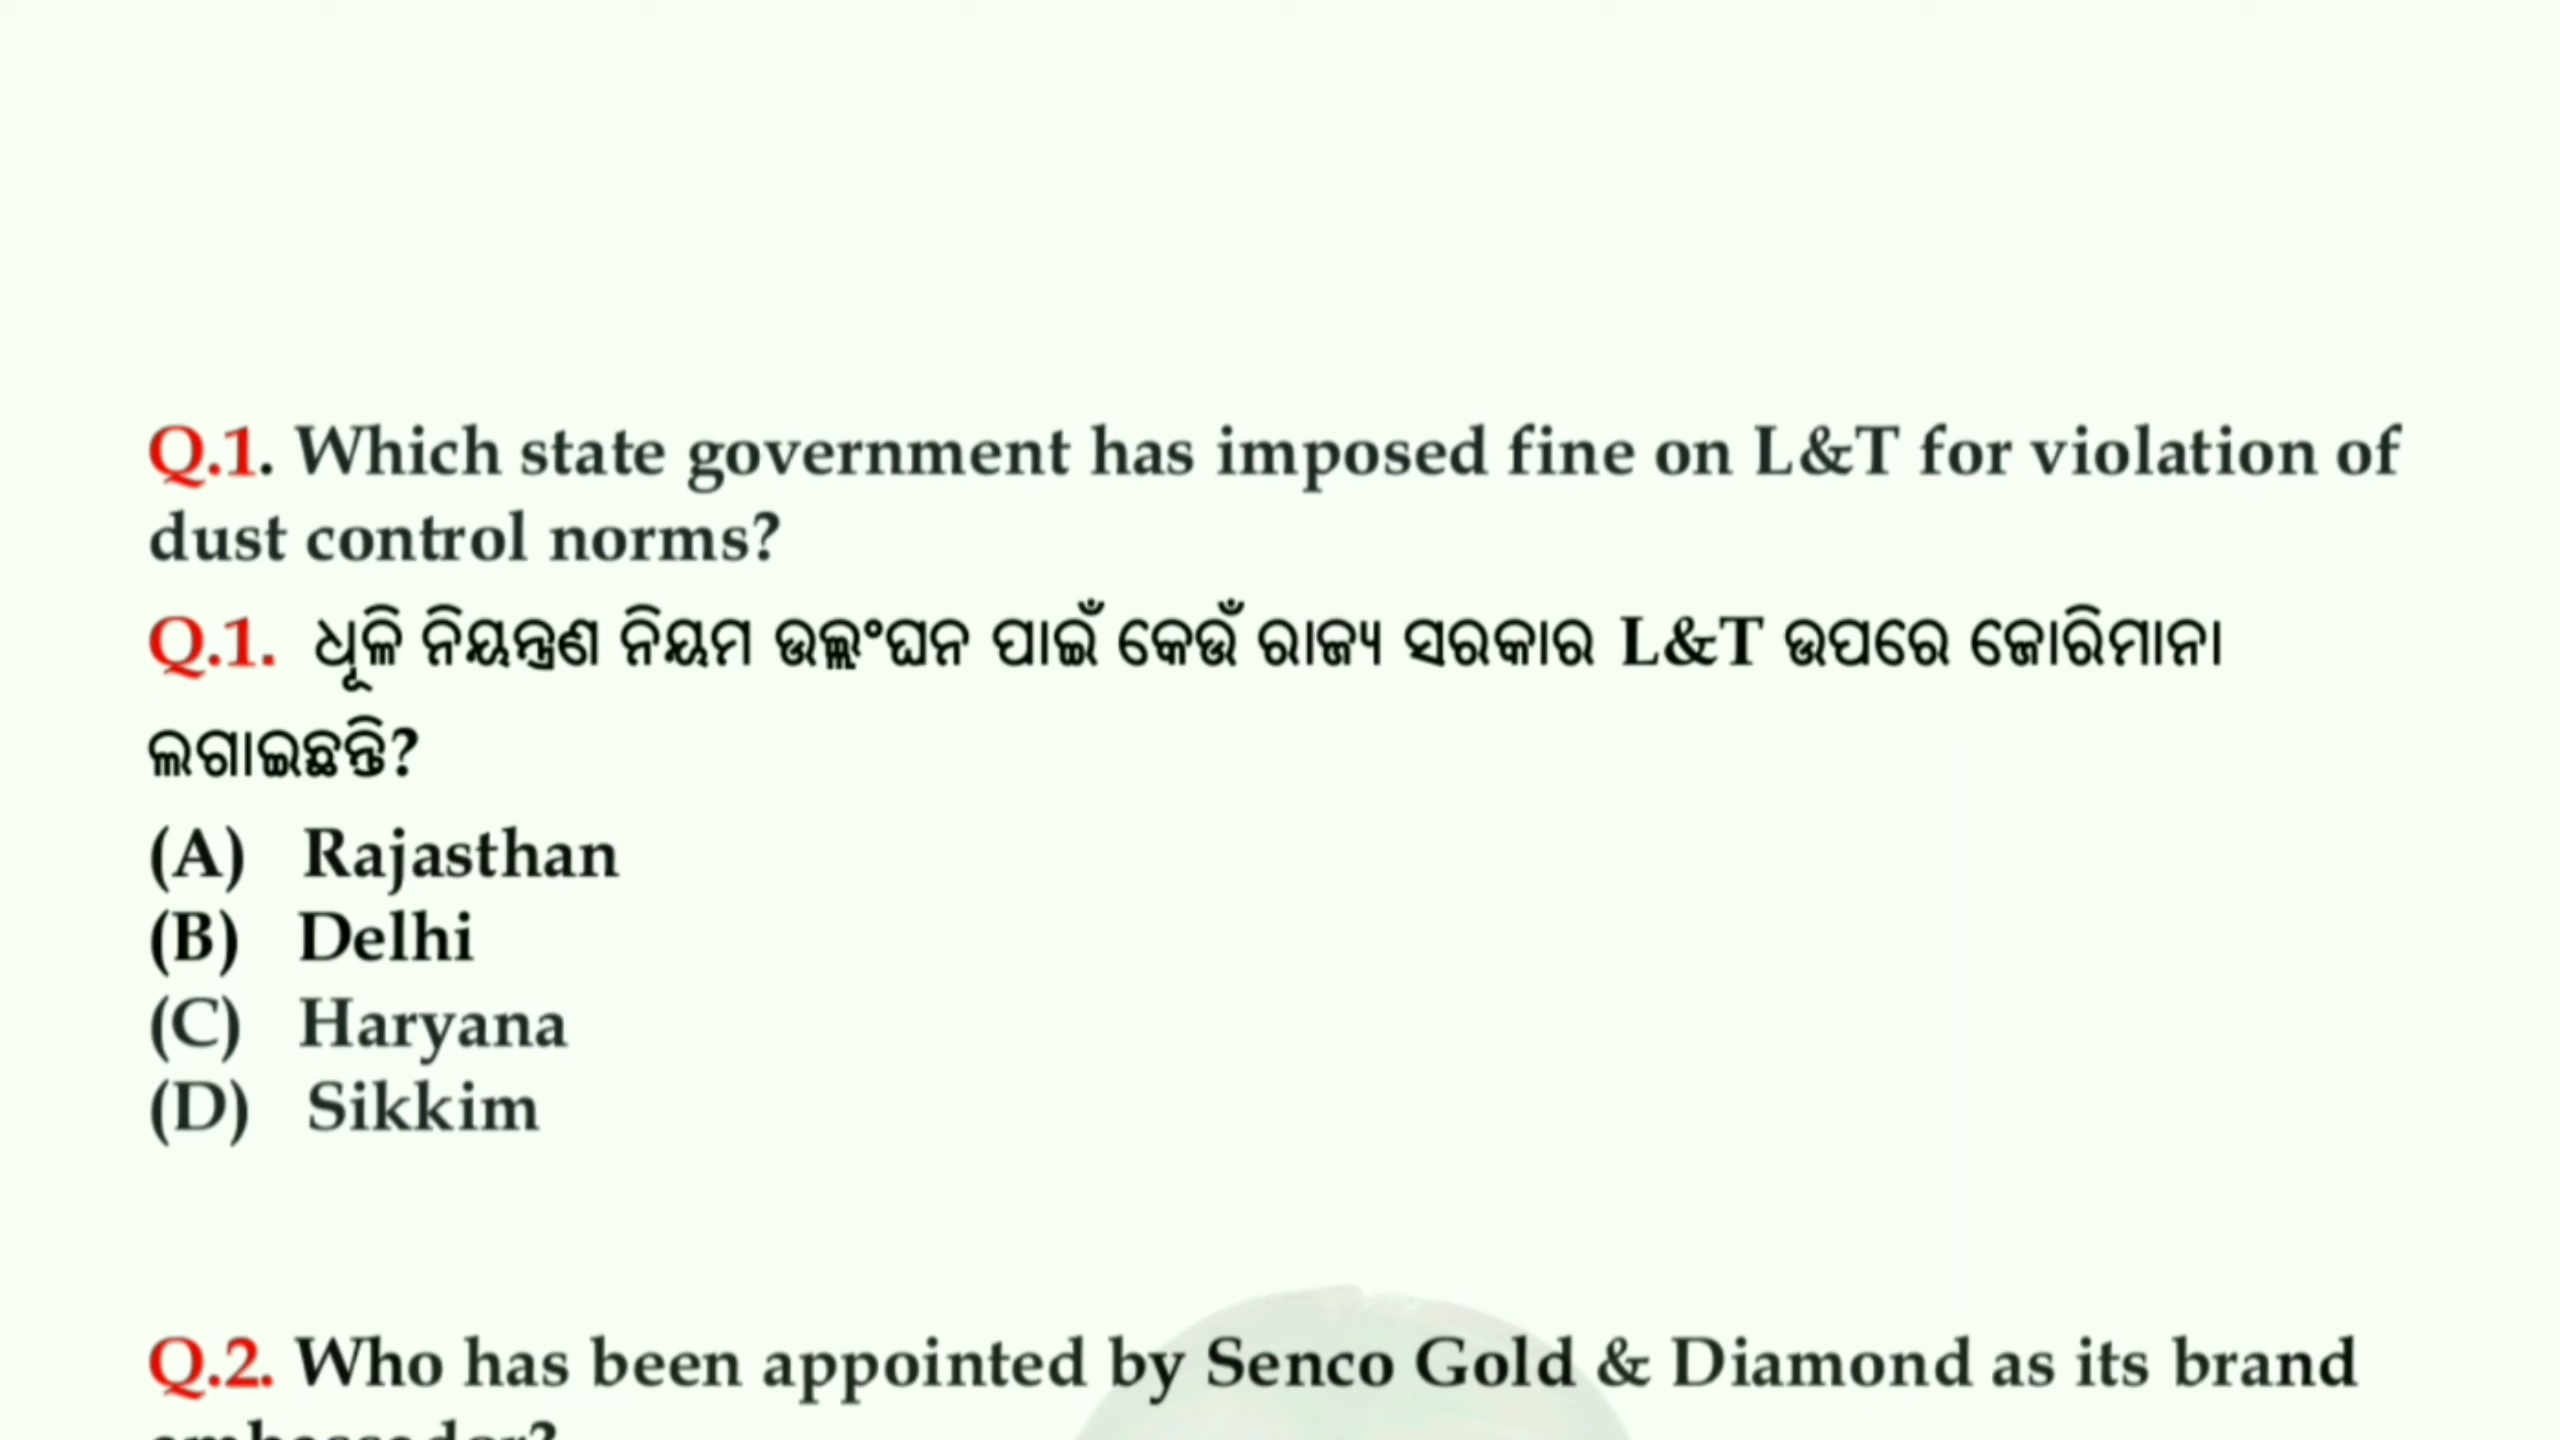 Q.1. Which state government has imposed fine on L&T for violation of
dust control norms?
Q.1. ଧୂଳି ନିୟନ୍ତ୍ରଣ ନିୟମ ଉଲ୍ଲଂଘନ ପାଇଁ କେଉଁ ରାଜ୍ୟ ସରକାର L&T ଉପରେ ଜୋରିମାନା
ଲଗାଇଛନ୍ତି?
(A) Rajasthan
(B) Delhi
(C) Haryana
(D) Sikkim
Q.2. Who has been appointed by Senco Gold & Diamond as its brand
ambassador?